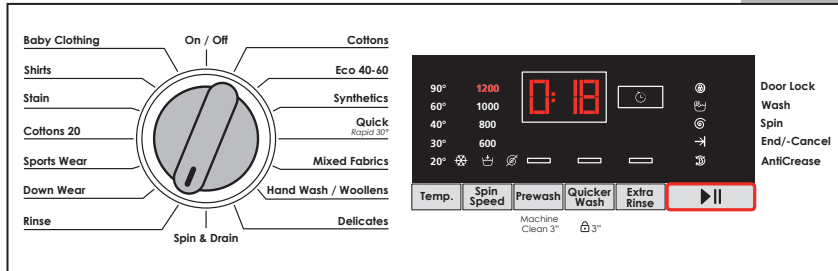 On / Off
Baby Clothing
Cottons
Shirts
Eco 40-60
Stain
Synthetics
Cottons 20
Quick
Rapid 30°
Sports Wear
Mixed Fabrics
Down Wear
Hand Wash / Woollens
Rinse
Delicates
Spin & Drain
90° 1200
60° 1000
40° 800
30° 600
20°
0:18
Door Lock
Wash
Spin
End/-Cancel
AntiCrease
Temp.
Spin
Speed
Prewash
Quicker
Wash
Extra
Rinse
Machine
Clean 3"
3"